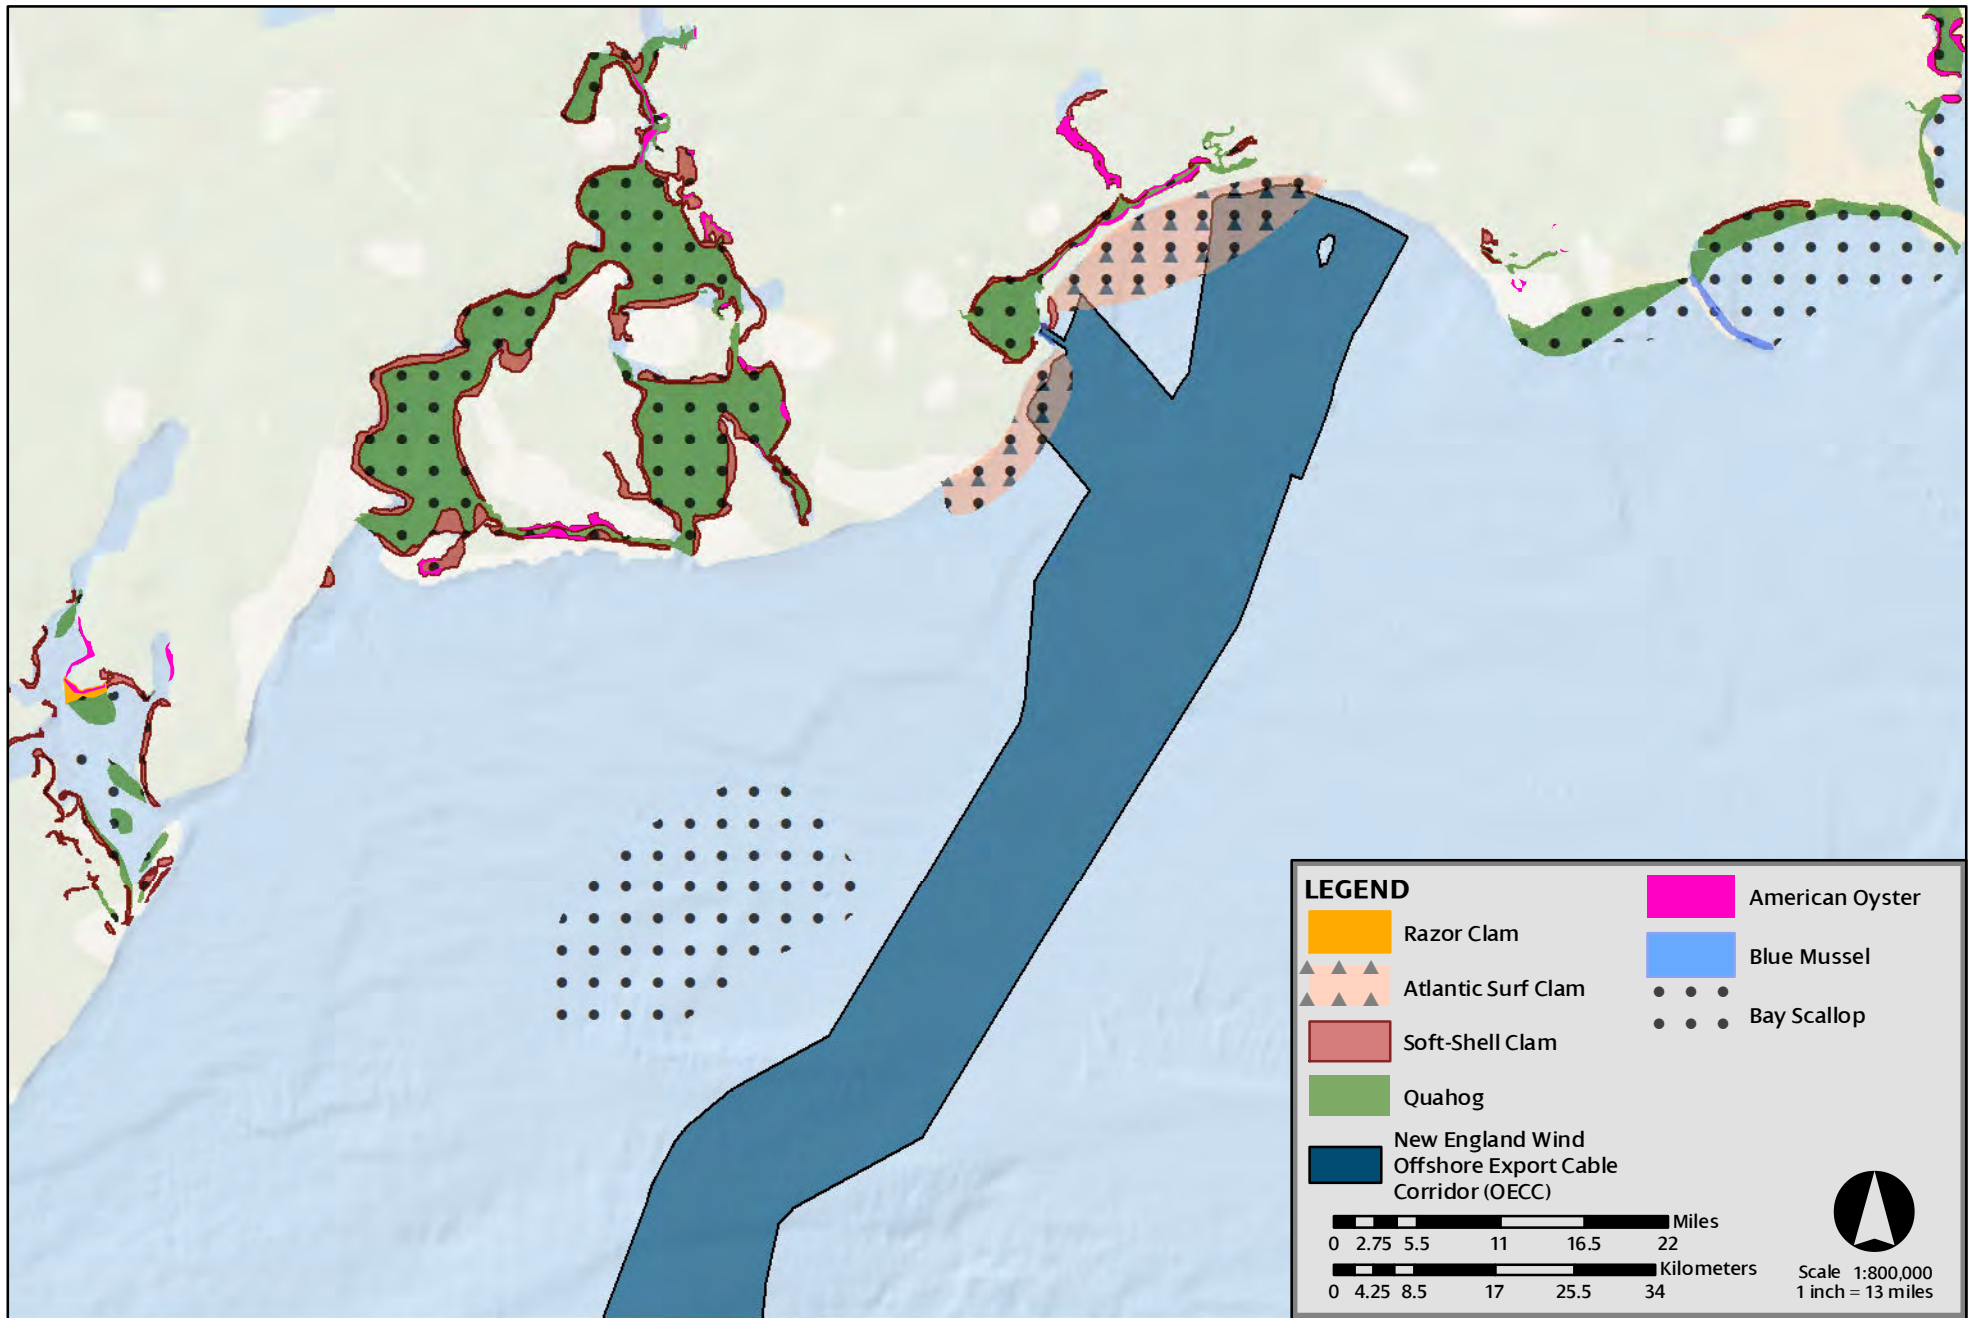 LEGEND
Razor Clam
Atlantic Surf Clam
Soft-Shell Clam
Quahog
New England Wind
Offshore Export Cable
Corridor (OECC)
American Oyster
Blue Mussel
Bay Scallop
Miles
0 2.75 5.5 11 16.5 22
Kilometers
0 4.25 8.5 17 25.5 34
Scale 1:800,000
1 inch = 13 miles